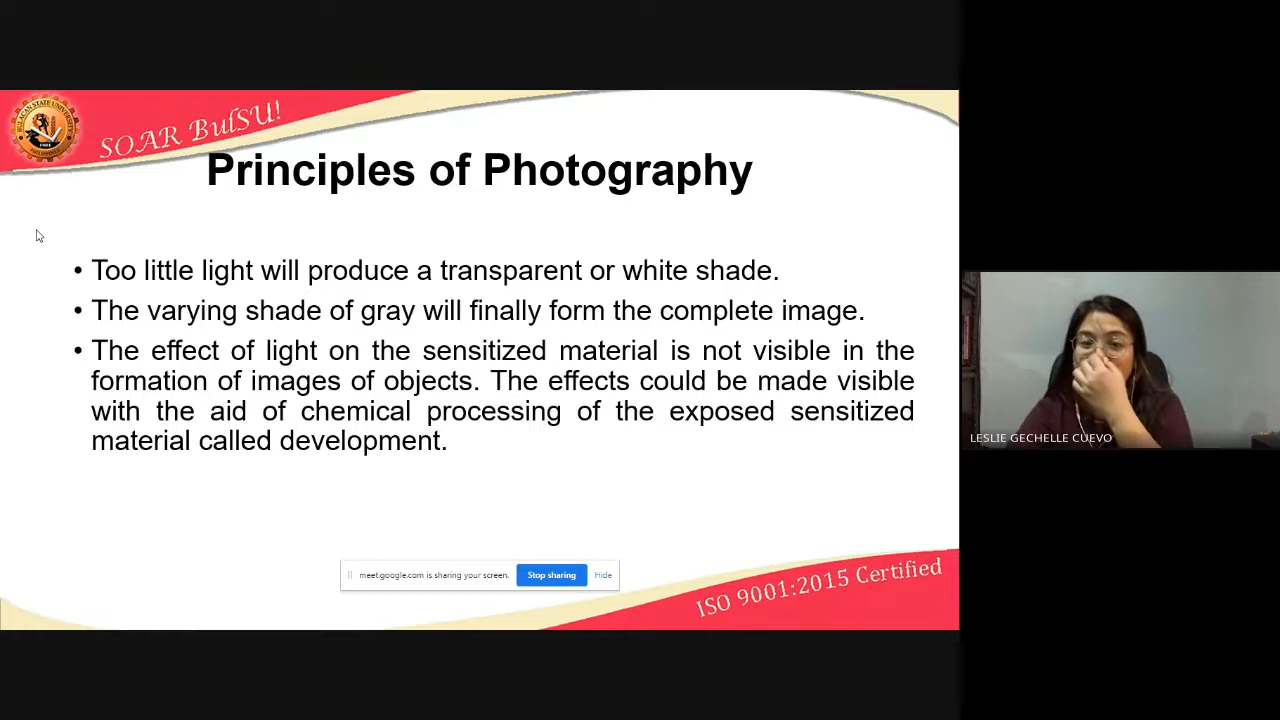 BULACAN STATE UNIVERSITY
SOAR BulSU!
Principles of Photography
• Too little light will produce a transparent or white shade.
• The varying shade of gray will finally form the complete image.
• The effect of light on the sensitized material is not visible in the
formation of images of objects. The effects could be made visible
with the aid of chemical processing of the exposed sensitized
material called development.
LESLIE GECHELLE CUEVO
meet.google.com is sharing your screen.
Stop sharing
Hide
ISO 9001:2015 Certified